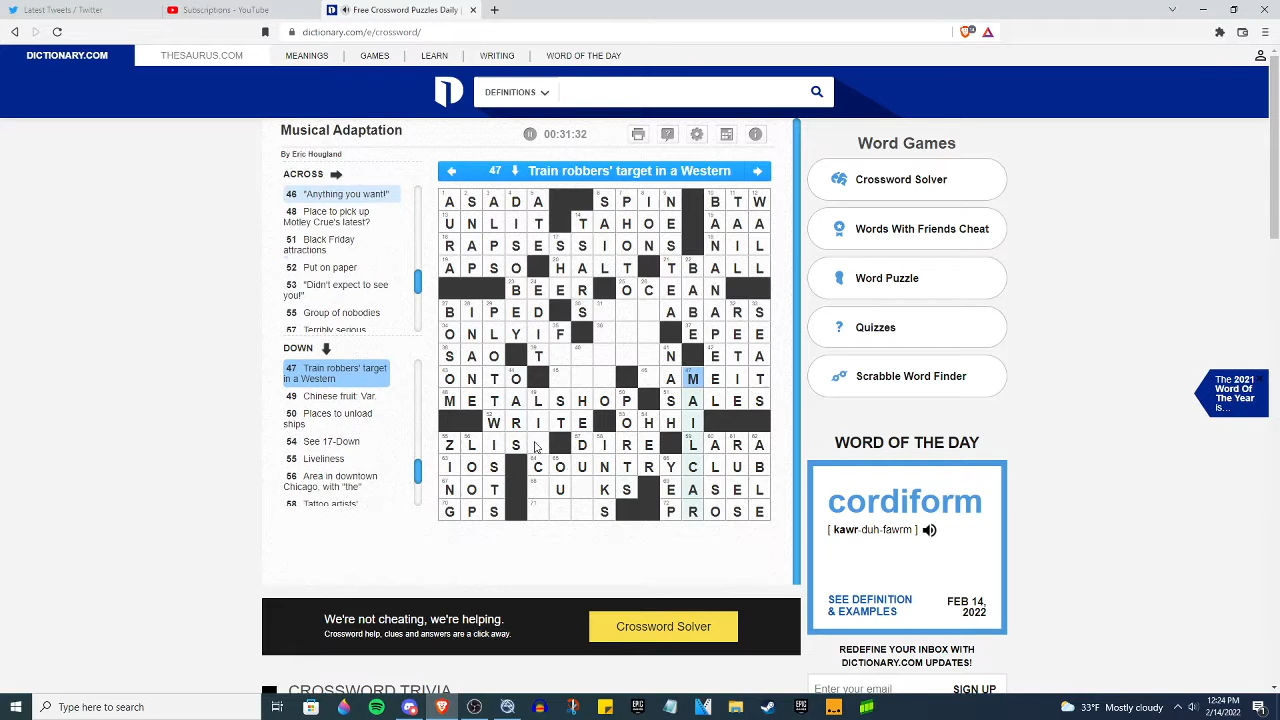 Latest Tweets / Twitter
Subscriptions - YouTube
Free Crossword Puzzles Daily
dictionary.com/e/crossword/
DICTIONARY.COM
THESAURUS.COM
MEANINGS
GAMES
LEARN
WRITING
WORD OF THE DAY
DEFINITIONS
Musical Adaptation
00:31:32
By Eric Hougland
ACROSS
46 "Anything you want!"
48 Place to pick up
Motley Crue's latest?
51 Black Friday
attractions
52 Put on paper
53 "Didn't expect to see
you!"
55 Group of nobodies
57 Terribly serious
DOWN
47 Train robbers' target
in a Western
49 Chinese fruit: Var.
50 Places to unload
ships
54 See 17-Down
55 Liveliness
56 Area in downtown
Chicago, with "the"
58 Tattoo artists'
47 Train robbers' target in a Western
A S A D A S P I N B T W
U N L I T T A H O E A A A
R A P S E S S I O N S N I L
A P S O H A L T T B A L L
B E E R O C E A N
B I P E D S A B A R S
O N L Y I F E P E E
S A O T N E T A
O N T O A M E I T
M E T A L S H O P S A L E S
W R I T E O H H I
Z L I S D I R E L A R A
I O S C O U N T R Y C L U B
N O T U K S E A S E L
G P S S P R O S E
We're not cheating, we're helping.
Crossword help, clues and answers are a click away.
Crossword Solver
CROSSWORD TRIVIA
Word Games
Crossword Solver
Words With Friends Cheat
Word Puzzle
Quizzes
Scrabble Word Finder
WORD OF THE DAY
cordiform
[ kawr-duh-fawrm ]
SEE DEFINITION
& EXAMPLES
FEB 14,
2022
REDEFINE YOUR INBOX WITH
DICTIONARY.COM UPDATES!
Enter your email
SIGN UP
The 2021
Word Of
The Year
is...
Type here to search
33°F Mostly cloudy
12:24 PM
2/14/2022